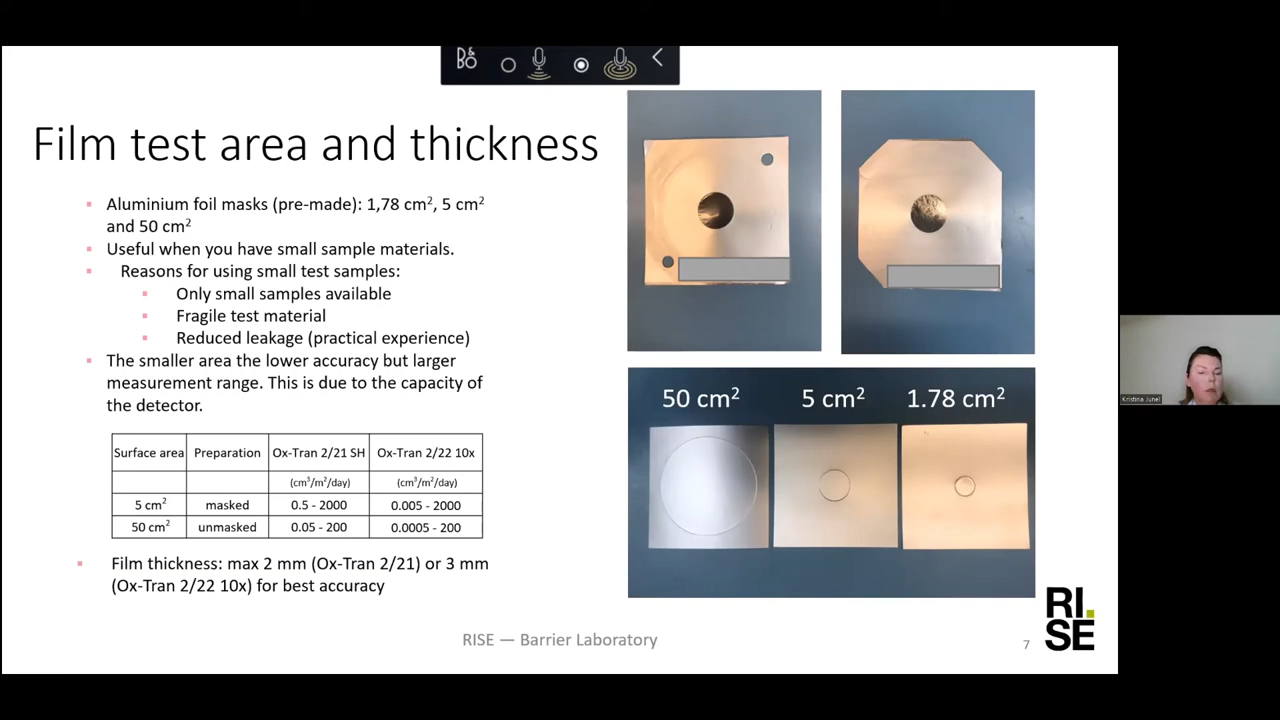 B&O
Film test area and thickness
Aluminium foil masks (pre-made): 1,78 cm², 5 cm²
and 50 cm²
Useful when you have small sample materials.
Reasons for using small test samples:
Only small samples available
Fragile test material
Reduced leakage (practical experience)
The smaller area the lower accuracy but larger
measurement range. This is due to the capacity of
the detector.
Surface area Preparation Ox-Tran 2/21 SH Ox-Tran 2/22 10x
(cm³/m²/day) (cm³/m²/day)
5 cm² masked 0.5 - 2000 0.005 - 2000
50 cm² unmasked 0.05 - 200 0.0005 - 200
Film thickness: max 2 mm (Ox-Tran 2/21) or 3 mm
(Ox-Tran 2/22 10x) for best accuracy
50 cm² 5 cm² 1.78 cm²
RISE — Barrier Laboratory
7
RI.
SE
Kristina Junel